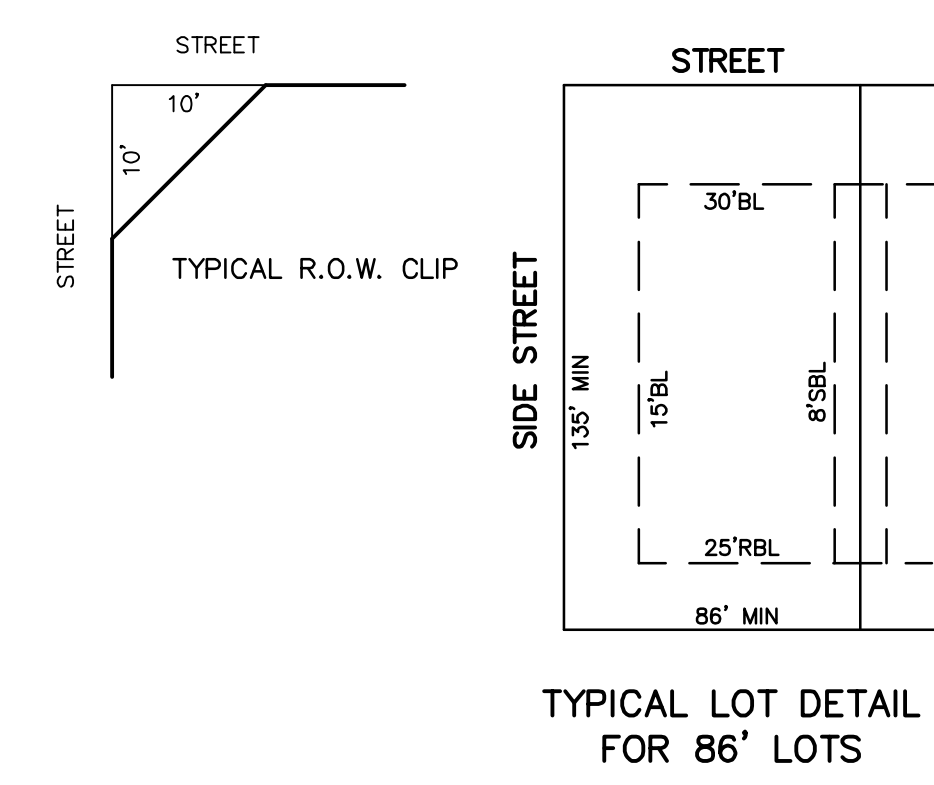 STREET
10'
10'
STREET
TYPICAL R.O.W. CLIP
STREET
30'BL
SIDE STREET
135' MIN
15'BL
8'SBL
25'RBL
86' MIN
TYPICAL LOT DETAIL
FOR 86' LOTS